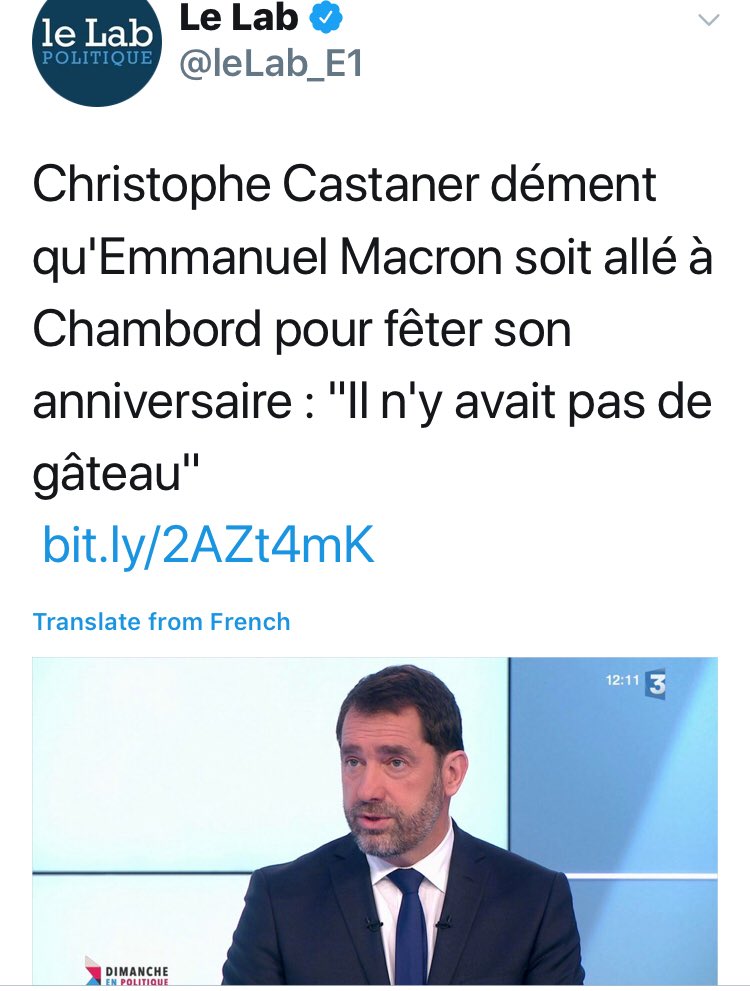 le Lab
POLITIQUE
Le Lab
@leLab_E1
Christophe Castaner dément
qu'Emmanuel Macron soit allé à
Chambord pour fêter son
anniversaire : "Il n'y avait pas de
gâteau"
bit.ly/2AZt4mK
Translate from French
12:11 3
DIMANCHE
EN POLITIQUE